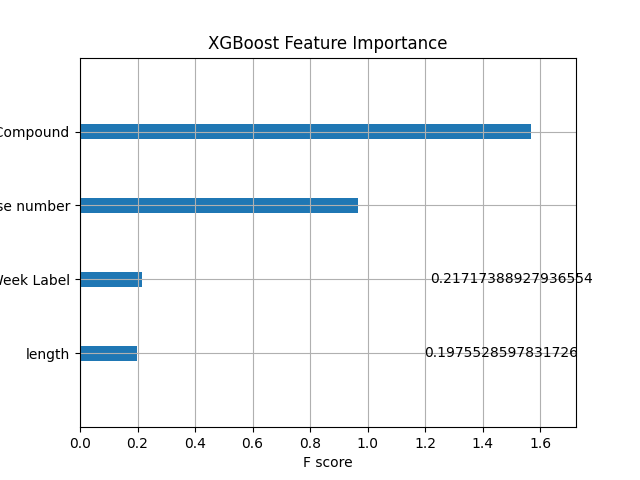 XGBoost Feature Importance
Compound
se number
Week Label
0.21717388927936554
length
0.1975528597831726
0.0 0.2 0.4 0.6 0.8 1.0 1.2 1.4 1.6
F score